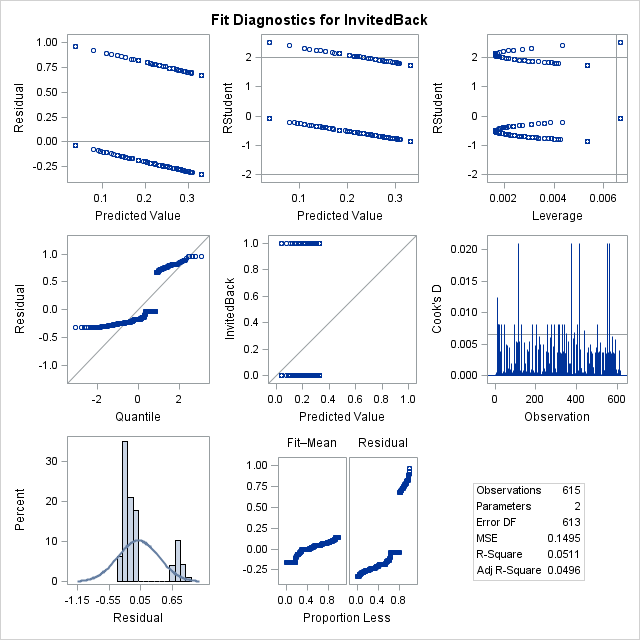 Fit Diagnostics for InvitedBack
1.00
0.75
0.50
0.25
0.00
-0.25
Residual
0.1 0.2 0.3
Predicted Value
2
1
0
-1
-2
RStudent
0.1 0.2 0.3
Predicted Value
2
1
0
-1
-2
RStudent
0.002 0.004 0.006
Leverage
1.0
0.5
0.0
-0.5
-1.0
Residual
-2 0 2
Quantile
1.0
0.8
0.6
0.4
0.2
0.0
InvitedBack
0.0 0.2 0.4 0.6 0.8 1.0
Predicted Value
0.020
0.015
0.010
0.005
0.000
Cook's D
0 200 400 600
Observation
30
20
10
0
Percent
-1.15 -0.55 0.05 0.65
Residual
Fit–Mean Residual
1.00
0.75
0.50
0.25
0.00
-0.25
0.0 0.4 0.8 0.0 0.4 0.8
Proportion Less
Observations 615
Parameters 2
Error DF 613
MSE 0.1495
R-Square 0.0511
Adj R-Square 0.0496